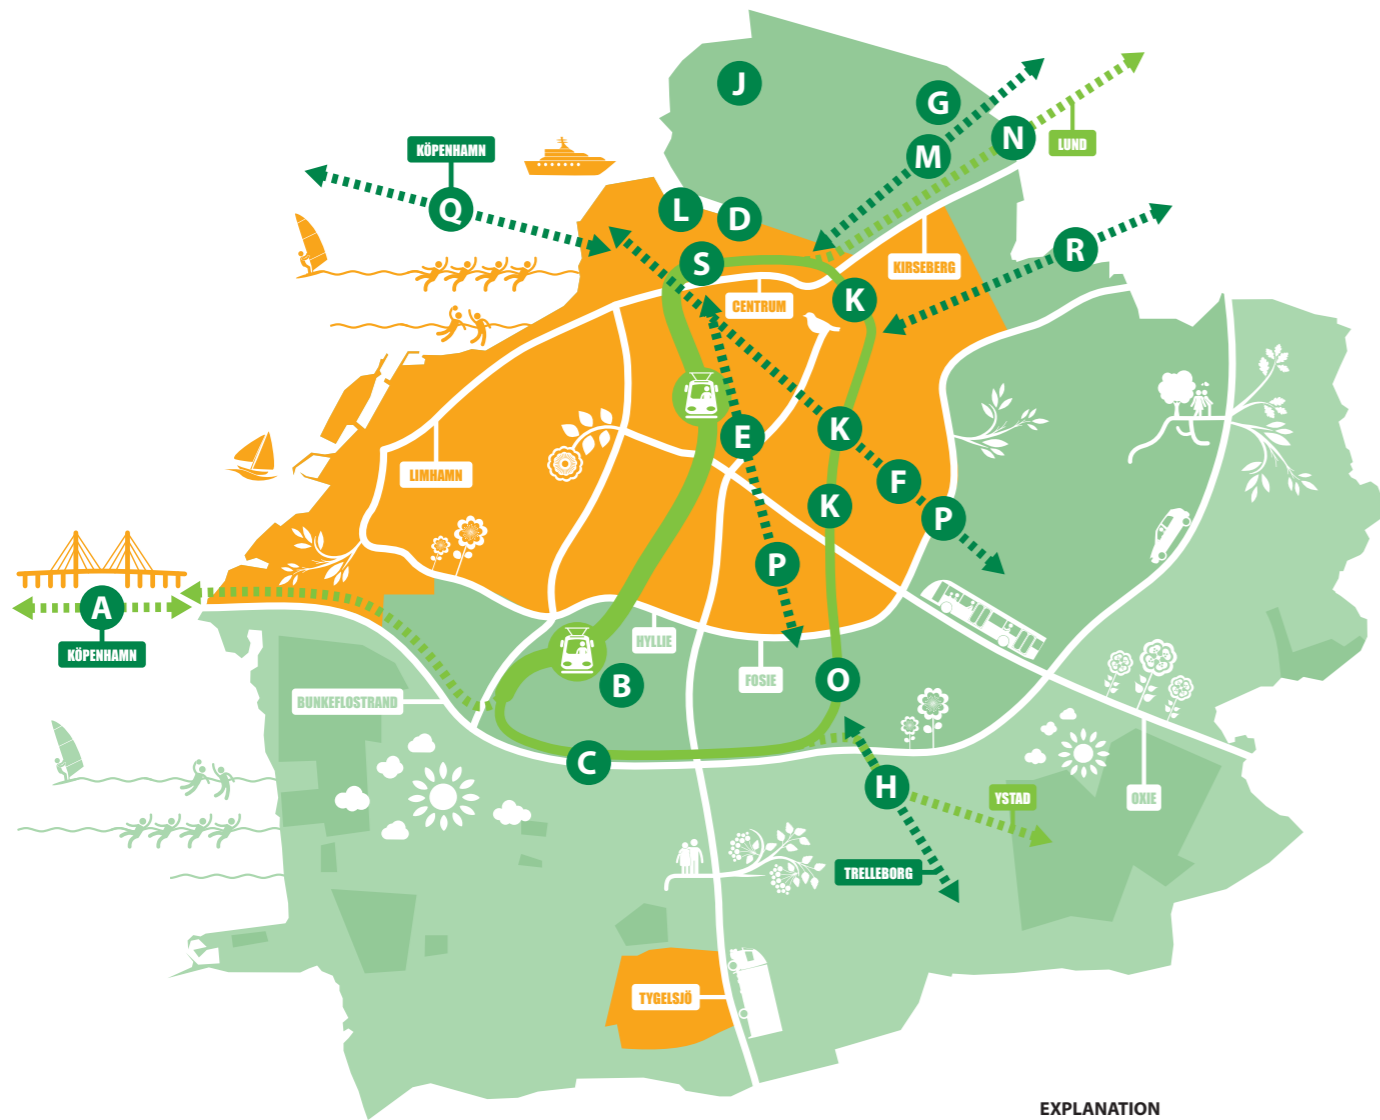 J
G
N
LUND
M
KÖPENHAMN
Q
L
D
R
S
KIRSEBERG
K
CENTRUM
E
K
F
LIMHAMN
K
P
P
A
KÖPENHAMN
HYLLIE
FOSIE
B
O
BUNKEFLOSTRAND
C
H
YSTAD
OXIE
TRELLEBORG
TYGELSJÖ
EXPLANATION